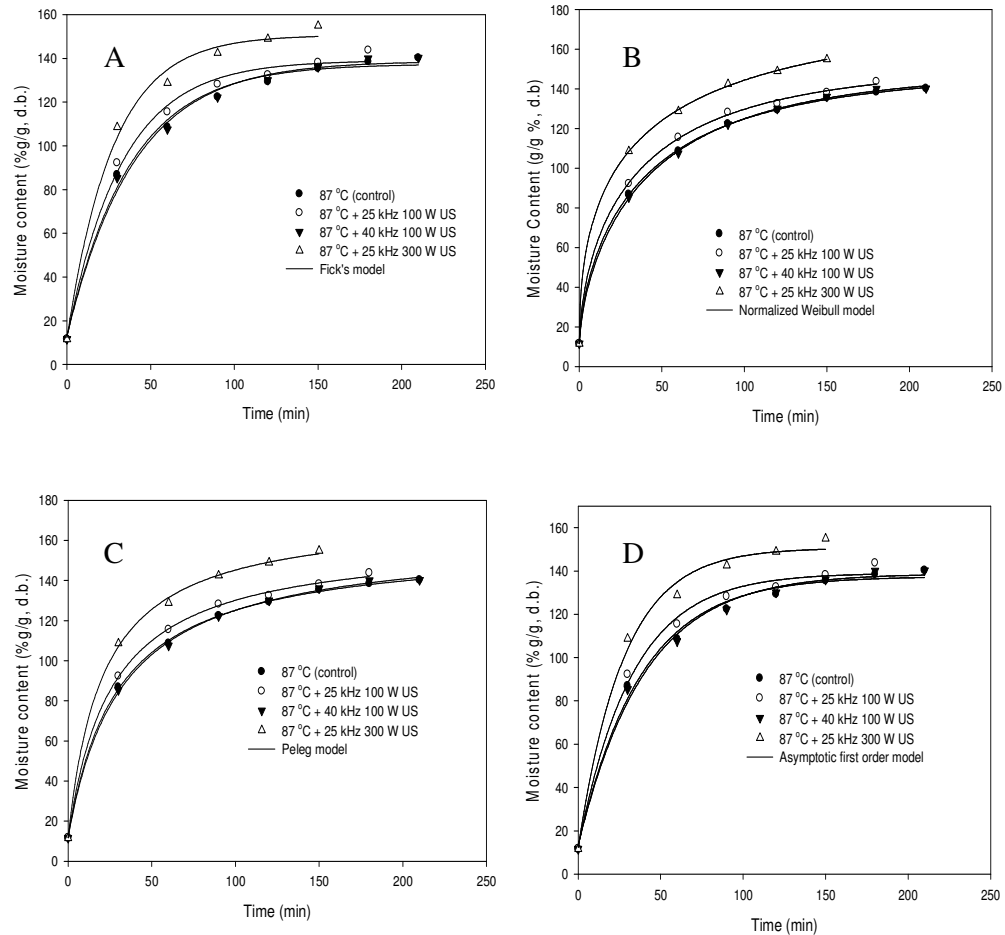 A
Moisture content (%g/g, d.b.)
160
140
120
100
80
60
40
20
0
87 °C (control)
87 °C + 25 kHz 100 W US
87 °C + 40 kHz 100 W US
87 °C + 25 kHz 300 W US
Fick's model
0 50 100 150 200 250
Time (min)
B
Moisture Content (g/g %, d.b)
180
160
140
120
100
80
60
40
20
0
87 °C (control)
87 °C + 25 kHz 100 W US
87 °C + 40 kHz 100 W US
87 °C + 25 kHz 300 W US
Normalized Weibull model
0 50 100 150 200 250
Time (min)
C
Moisture content (%g/g, d.b.)
180
160
140
120
100
80
60
40
20
0
87 °C (control)
87 °C + 25 kHz 100 W US
87 °C + 40 kHz 100 W US
87 °C + 25 kHz 300 W US
Peleg model
0 50 100 150 200 250
Time (min)
D
Moisture content (%g/g, d.b.)
160
140
120
100
80
60
40
20
0
87 °C (control)
87 °C + 25 kHz 100 W US
87 °C + 40 kHz 100 W US
87 °C + 25 kHz 300 W US
Asymptotic first order model
0 50 100 150 200 250
Time (min)